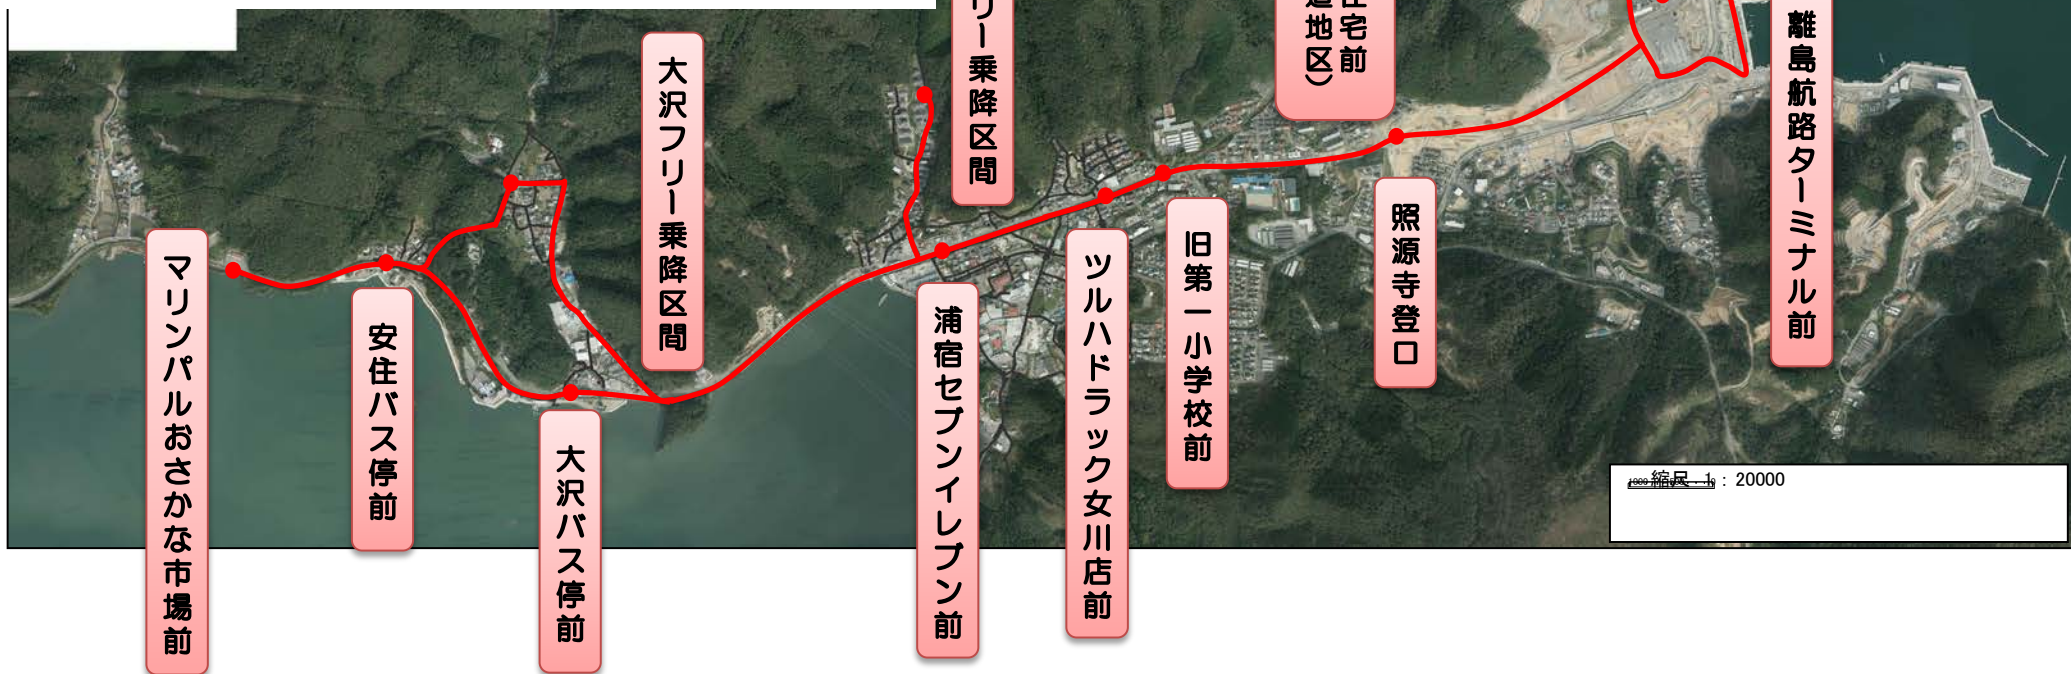 マリンパルおさかな市場前
安住バス停前
大沢バス停前
大沢フリー乗降区間
浦宿セブンイレブン前
リー乗降区間
ツルハドラック女川店前
旧第一小学校前
住宅前
道地区）
照源寺登口
離島航路ターミナル前
縮尺 1：20000